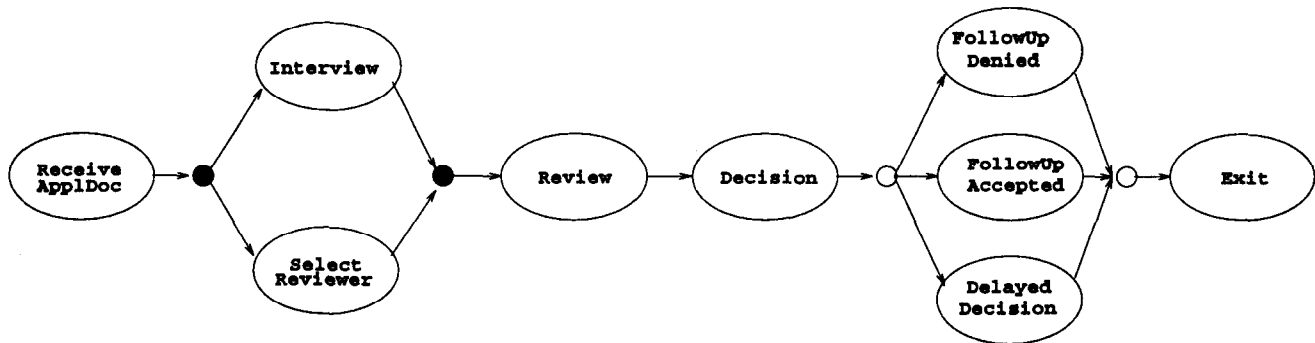 Receive
ApplDoc
Interview
Select
Reviewer
Review
Decision
FollowUp
Denied
FollowUp
Accepted
Delayed
Decision
Exit